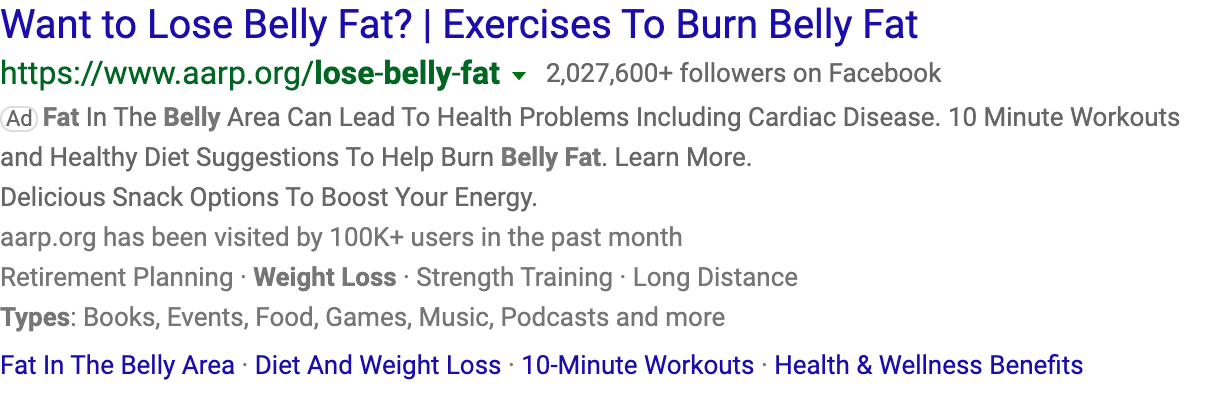 Want to Lose Belly Fat? | Exercises To Burn Belly Fat
https://www.aarp.org/lose-belly-fat 2,027,600+ followers on Facebook
Ad Fat In The Belly Area Can Lead To Health Problems Including Cardiac Disease. 10 Minute Workouts
and Healthy Diet Suggestions To Help Burn Belly Fat. Learn More.
Delicious Snack Options To Boost Your Energy.
aarp.org has been visited by 100K+ users in the past month
Retirement Planning · Weight Loss · Strength Training · Long Distance
Types: Books, Events, Food, Games, Music, Podcasts and more
Fat In The Belly Area · Diet And Weight Loss · 10-Minute Workouts · Health & Wellness Benefits